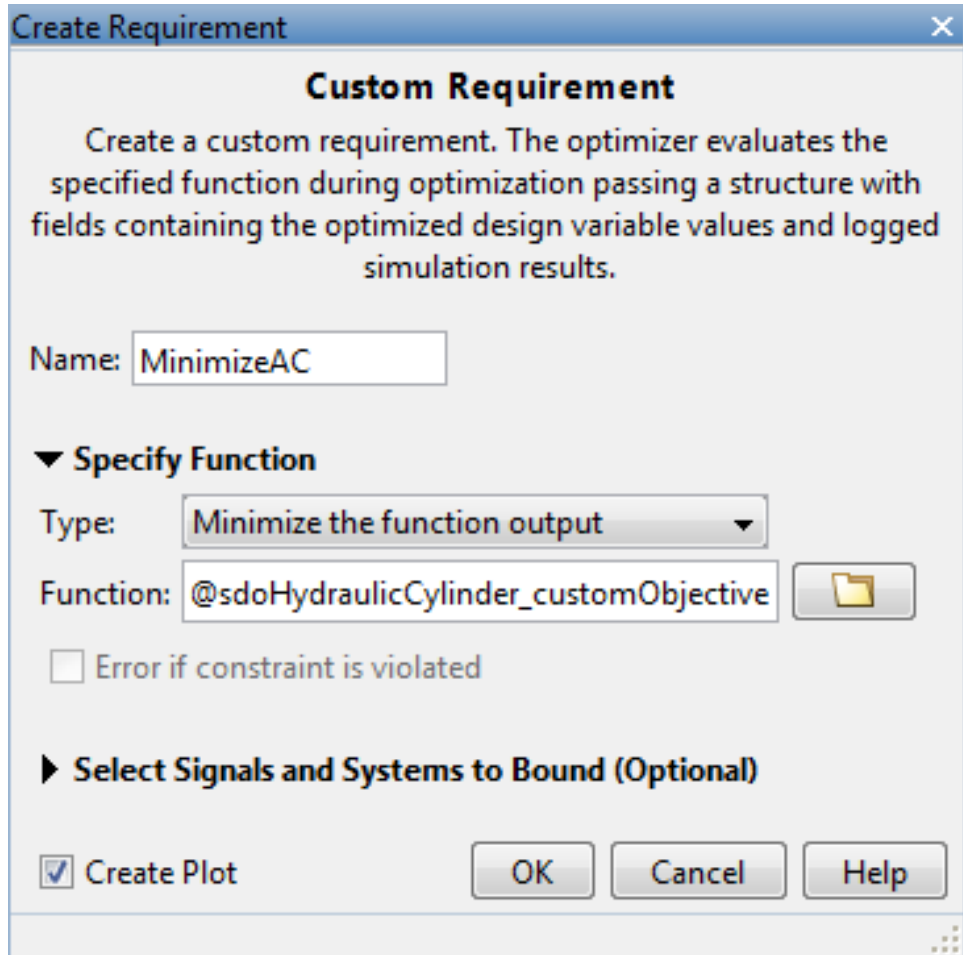 Create Requirement
Custom Requirement
Create a custom requirement. The optimizer evaluates the
specified function during optimization passing a structure with
fields containing the optimized design variable values and logged
simulation results.
Name: MinimizeAC
Specify Function
Type: Minimize the function output
Function: @sdoHydraulicCylinder_customObjective
Error if constraint is violated
Select Signals and Systems to Bound (Optional)
Create Plot OK Cancel Help